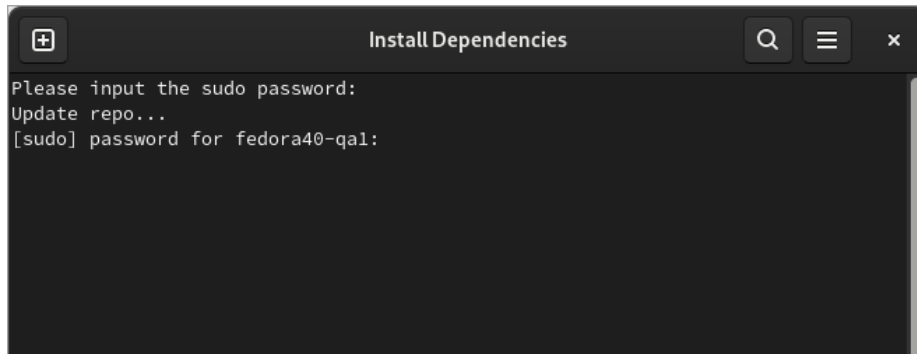 Install Dependencies
Please input the sudo password:
Update repo...
[sudo] password for fedora40-qa1: